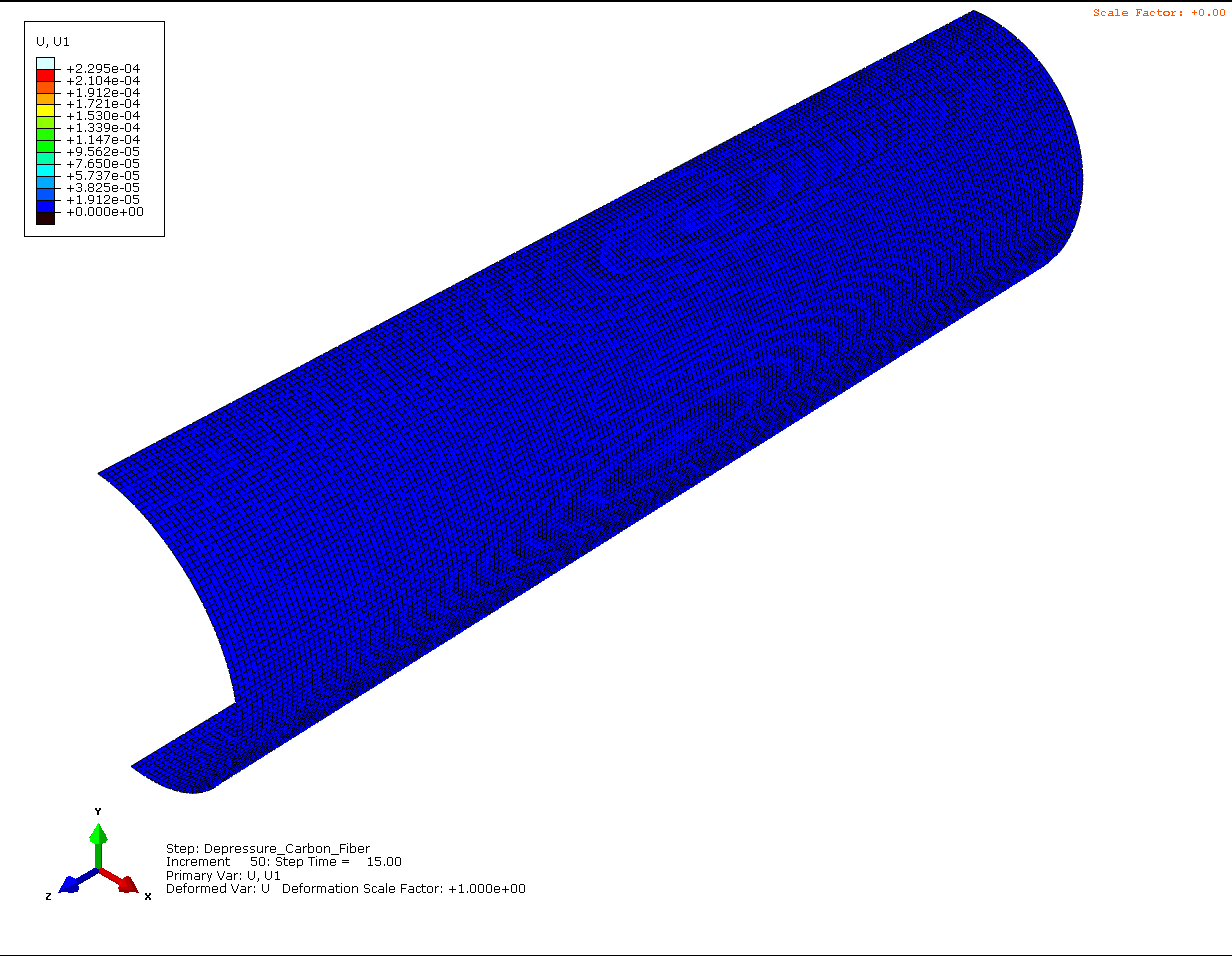 Scale Factor: +0.00
U, U1
+2.295e-04
+2.104e-04
+1.912e-04
+1.721e-04
+1.530e-04
+1.339e-04
+1.147e-04
+9.562e-05
+7.650e-05
+5.737e-05
+3.825e-05
+1.912e-05
+0.000e+00
Y
Z
X
Step: Depressure_Carbon_Fiber
Increment 50: Step Time = 15.00
Primary Var: U, U1
Deformed Var: U Deformation Scale Factor: +1.000e+00